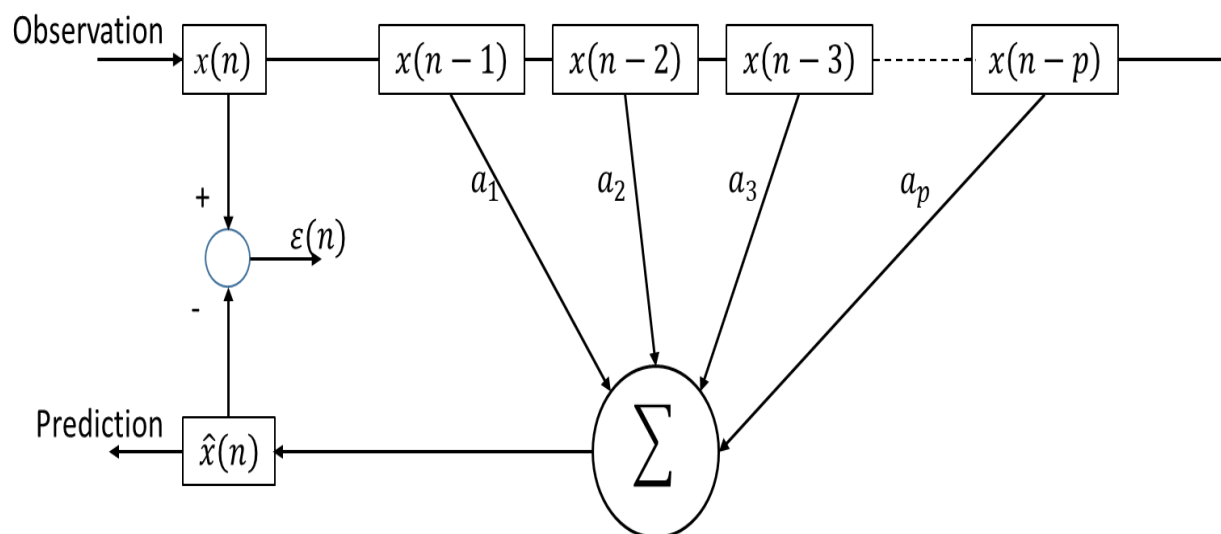 Observation
x(n) x(n − 1) x(n − 2) x(n − 3) x(n − p)
a₁ a₂ a₃ aₚ
+
ε(n)
-
Prediction
x̂(n) ∑